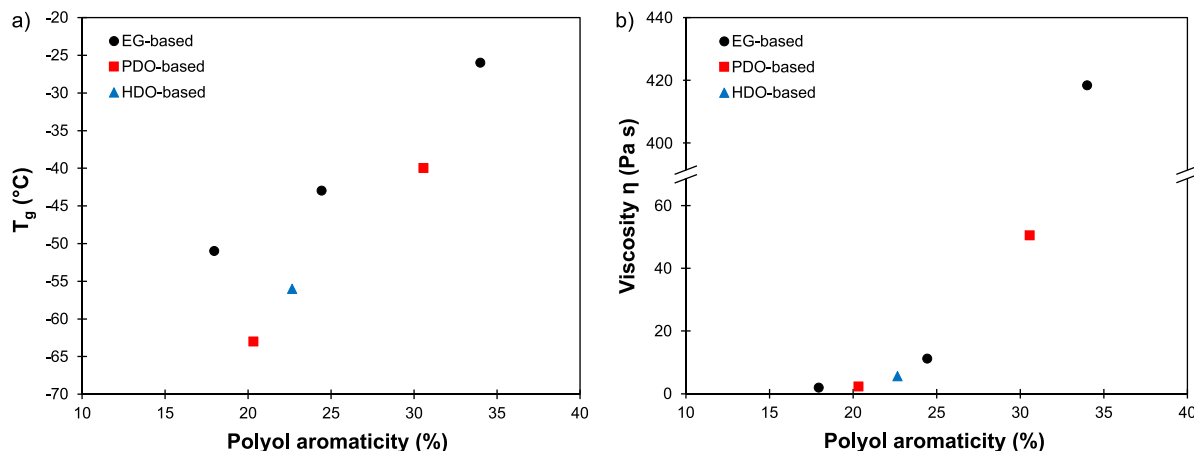 a)
T_g (°C)
-20
-25
-30
-35
-40
-45
-50
-55
-60
-65
-70
EG-based
PDO-based
HDO-based
10 15 20 25 30 35 40
Polyol aromaticity (%)
b)
Viscosity η (Pa s)
440
420
400
60
40
20
0
EG-based
PDO-based
HDO-based
10 15 20 25 30 35 40
Polyol aromaticity (%)